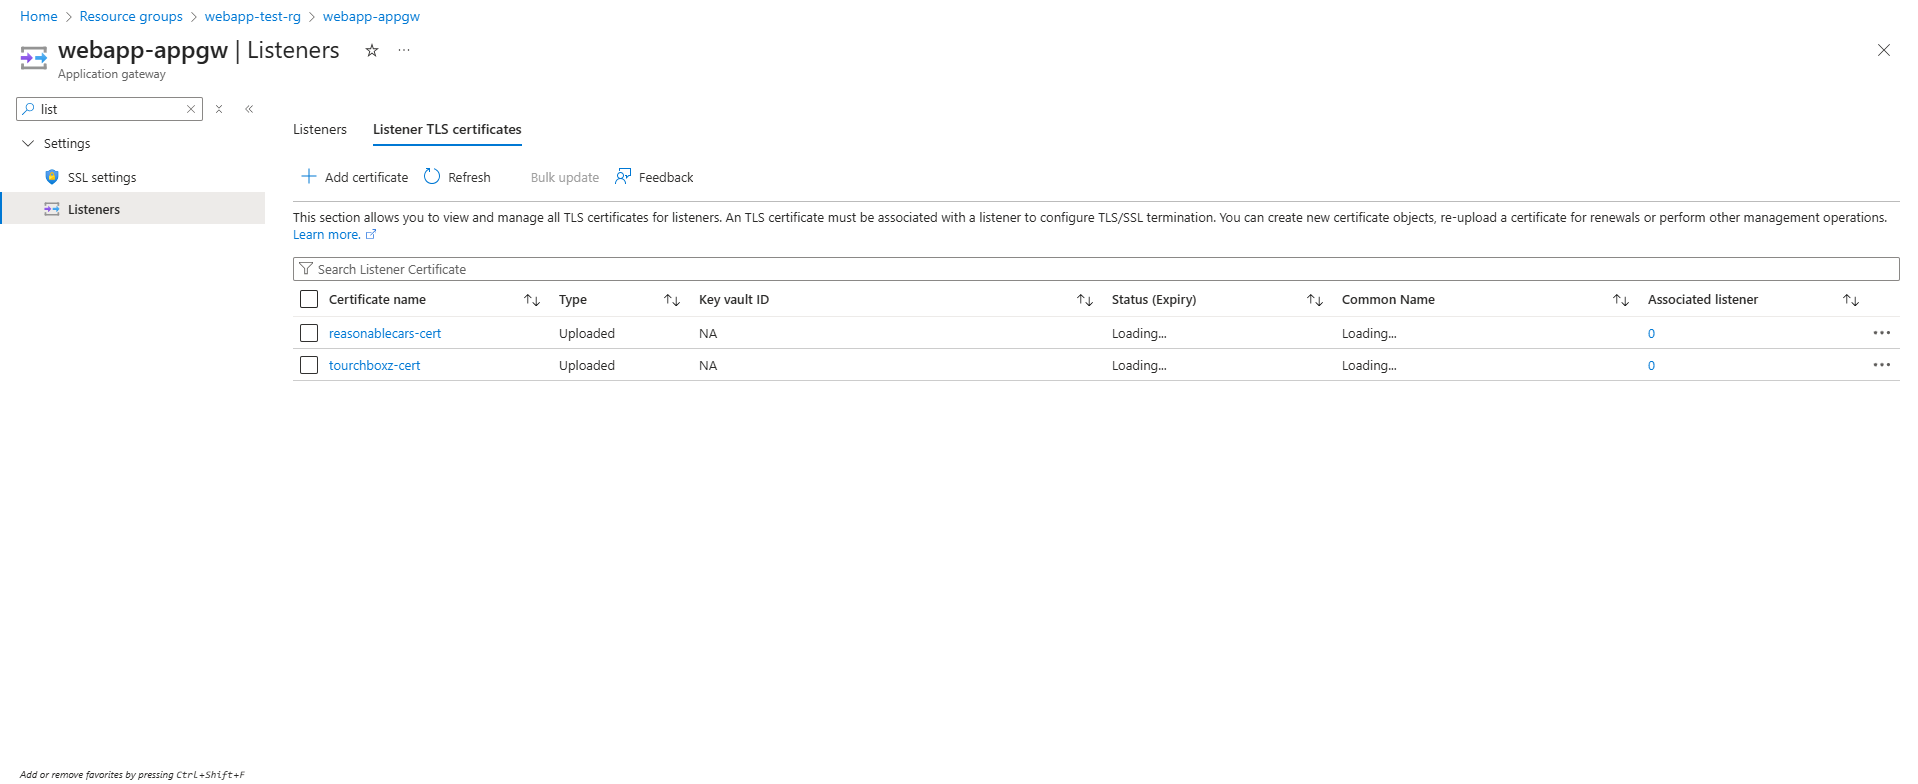 Home > Resource groups > webapp-test-rg > webapp-appgw
webapp-appgw | Listeners
Application gateway
list
Settings
SSL settings
Listeners
Listeners Listener TLS certificates
Add certificate Refresh Bulk update Feedback
This section allows you to view and manage all TLS certificates for listeners. An TLS certificate must be associated with a listener to configure TLS/SSL termination. You can create new certificate objects, re-upload a certificate for renewals or perform other management operations.
Learn more.
Search Listener Certificate
Certificate name Type Key vault ID Status (Expiry) Common Name Associated listener
reasonablecars-cert Uploaded NA Loading... Loading... 0
tourchboxz-cert Uploaded NA Loading... Loading... 0
Add or remove favorites by pressing Ctrl+Shift+F